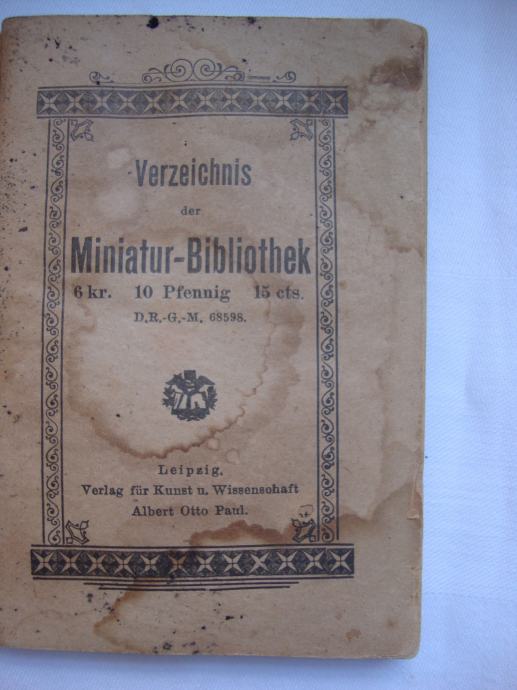 Verzeichnis
der
Miniatur-Bibliothek
6 kr. 10 Pfennig 15 cts.
D.R.-G.-M. 68598.
Leipzig.
Verlag für Kunst u. Wissenschaft
Albert Otto Paul.